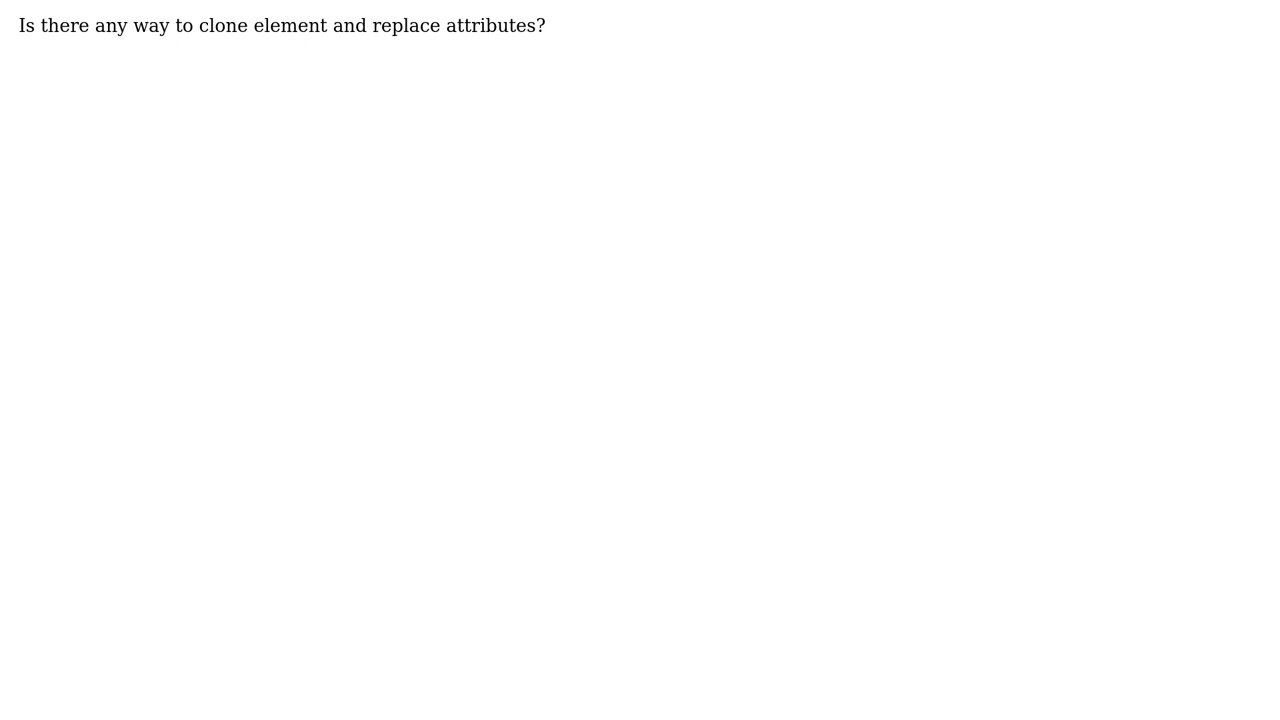 Is there any way to clone element and replace attributes?